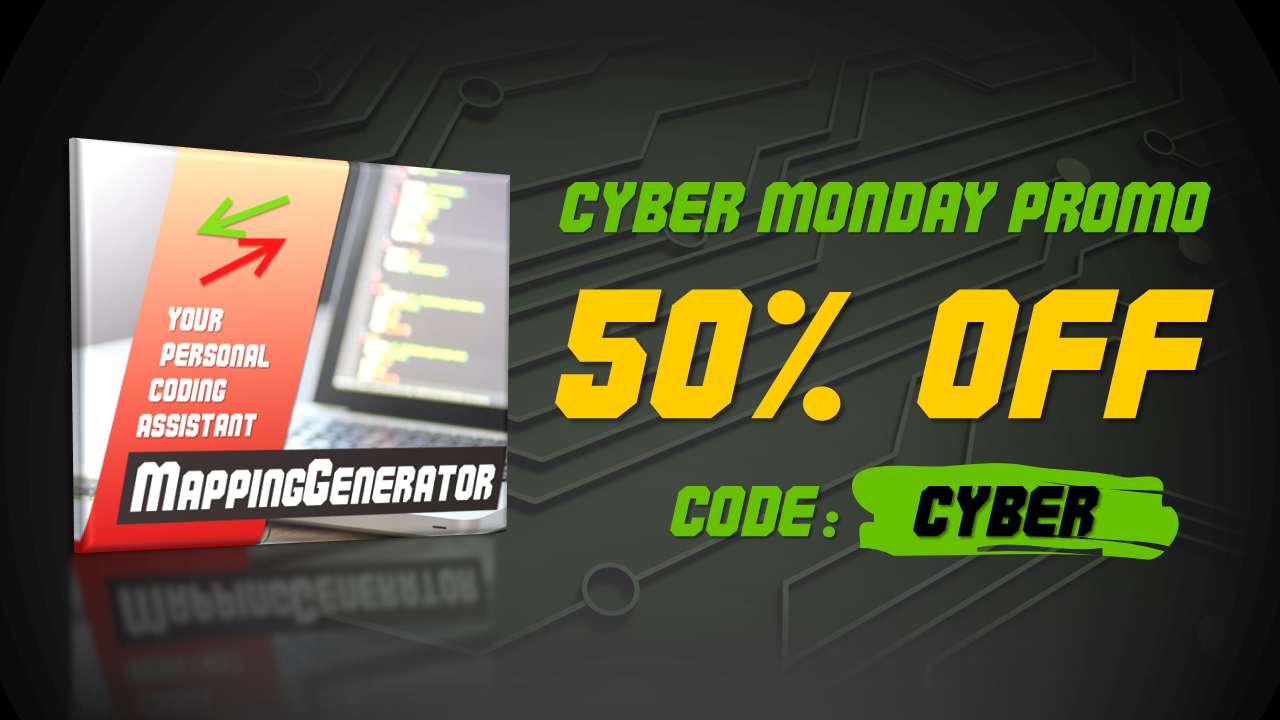 YOUR
PERSONAL
CODING
ASSISTANT
MAPPINGGENERATOR
CYBER MONDAY PROMO
50% OFF
CODE: CYBER